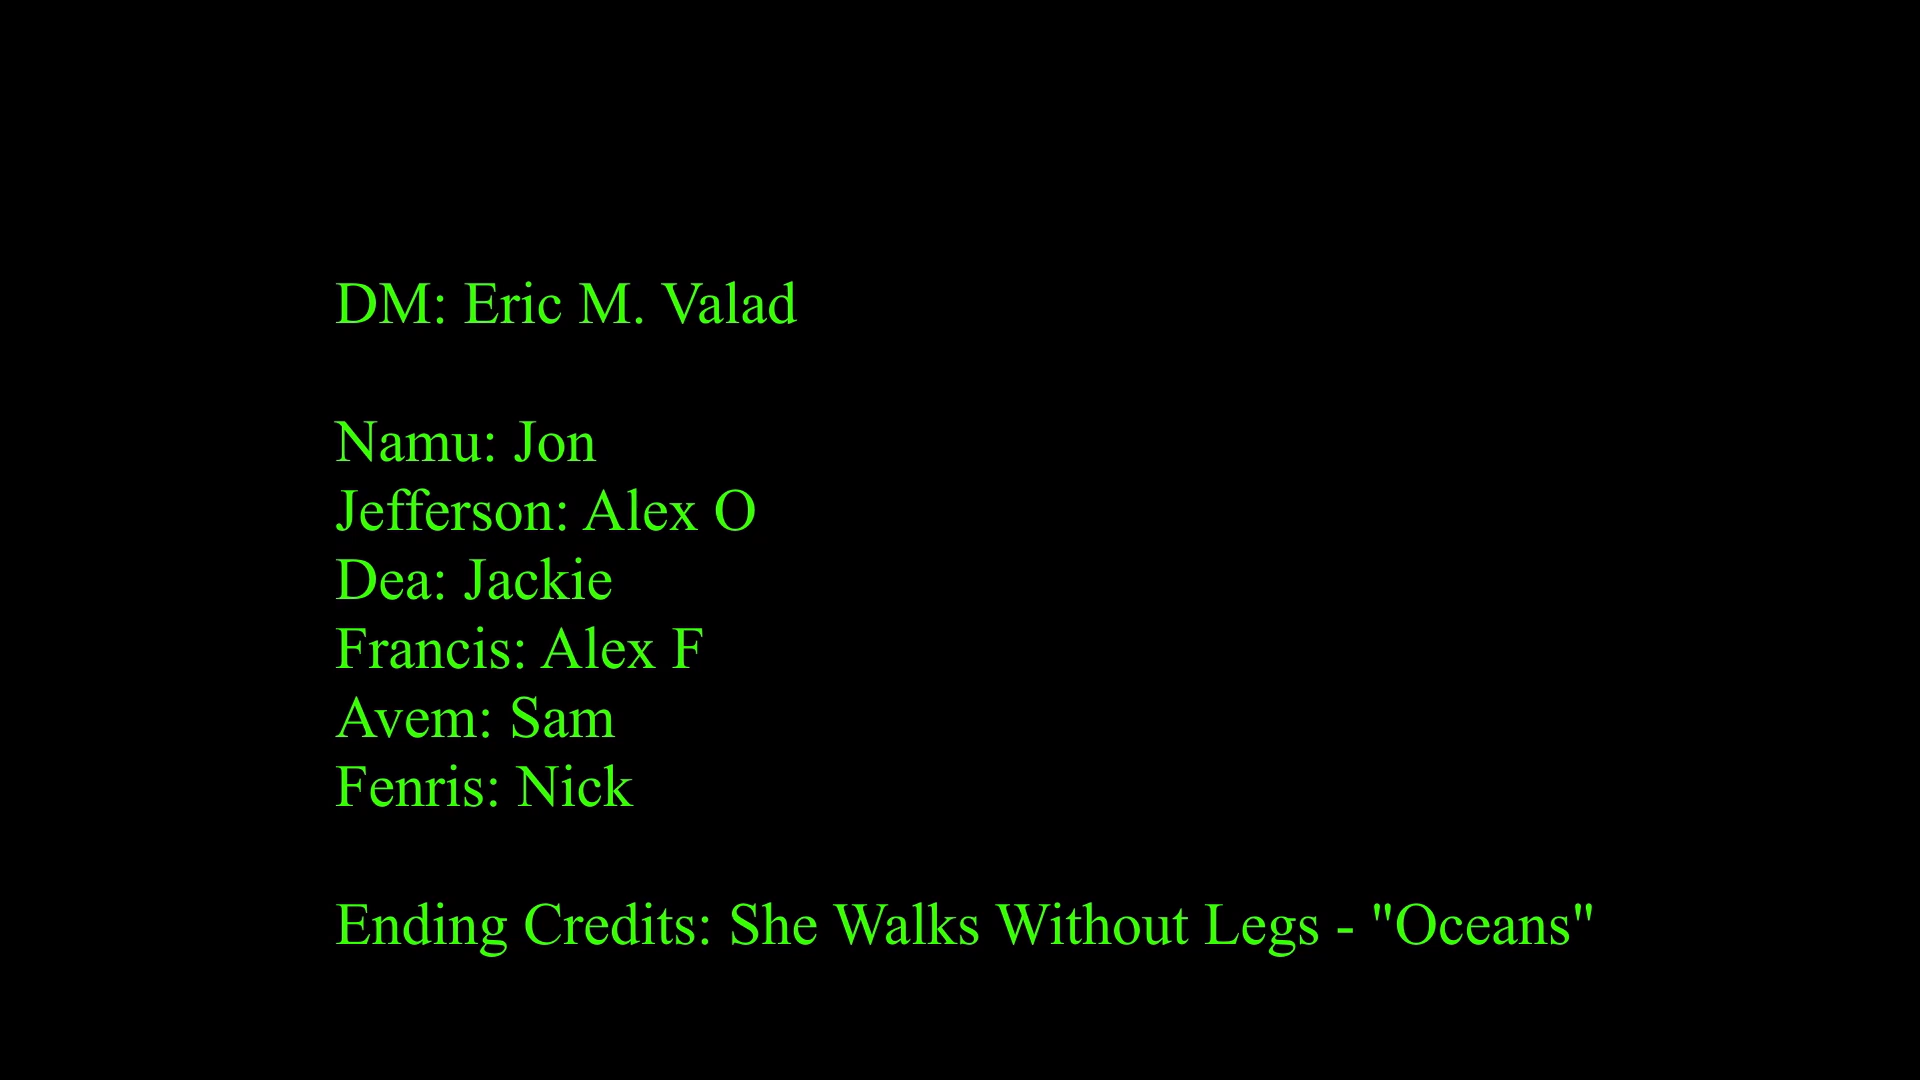 DM: Eric M. Valad
Namu: Jon
Jefferson: Alex O
Dea: Jackie
Francis: Alex F
Avem: Sam
Fenris: Nick
Ending Credits: She Walks Without Legs - "Oceans"